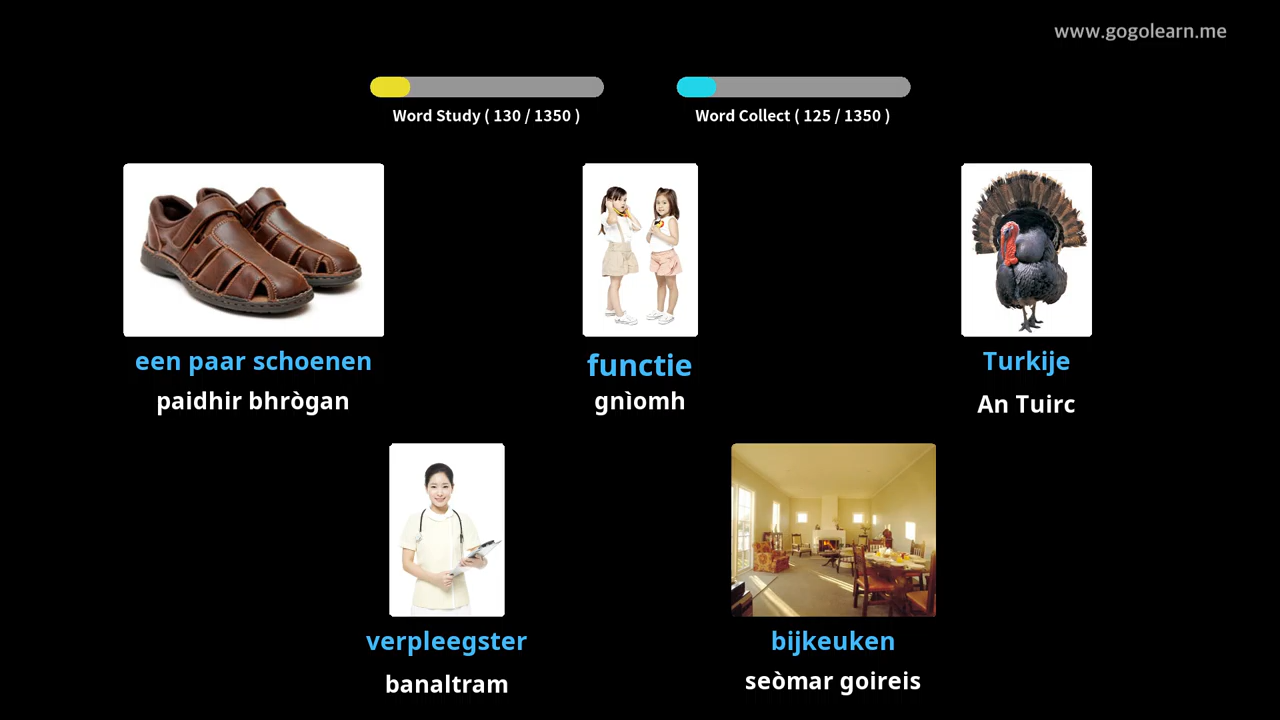 www.gogolearn.me
Word Study ( 130 / 1350 )
Word Collect ( 125 / 1350 )
een paar schoenen
paidhir bhrògan
functie
gnìomh
Turkije
An Tuirc
verpleegster
banaltram
bijkeuken
seòmar goireis